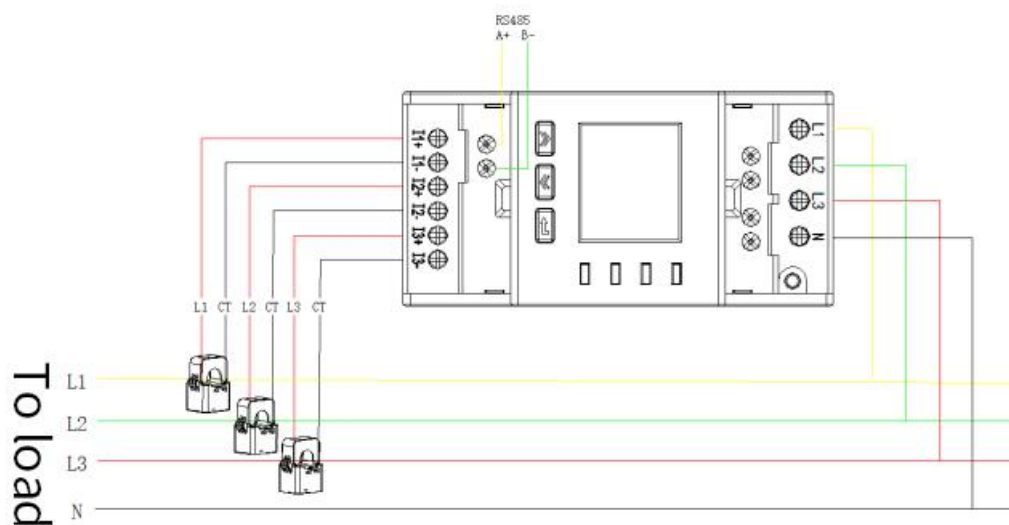 RS485
A+ B-
I1+
I1-
I2+
I2-
I3+
I3-
L1
L2
L3
N
L1 CT L2 CT L3 CT
To load
L1
L2
L3
N